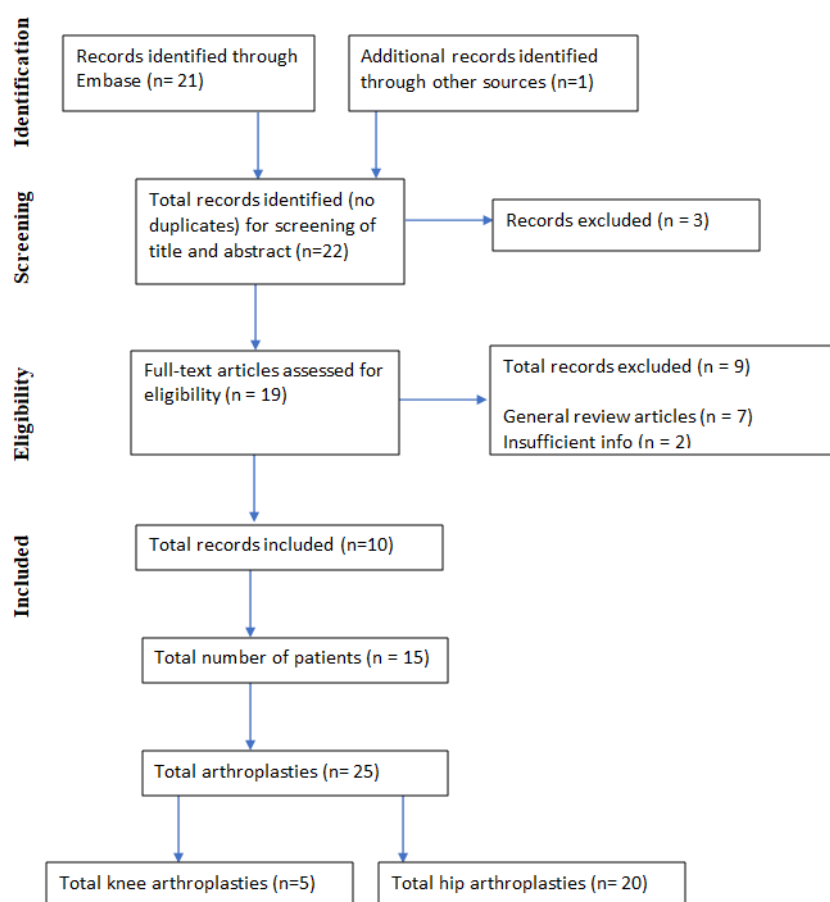 Identification
Records identified through
Embase (n= 21)
Additional records identified
through other sources (n=1)
Screening
Total records identified (no
duplicates) for screening of
title and abstract (n=22)
Records excluded (n = 3)
Eligibility
Full-text articles assessed for
eligibility (n = 19)
Total records excluded (n = 9)
General review articles (n = 7)
Insufficient info (n = 2)
Included
Total records included (n=10)
Total number of patients (n = 15)
Total arthroplasties (n= 25)
Total knee arthroplasties (n=5)
Total hip arthroplasties (n= 20)